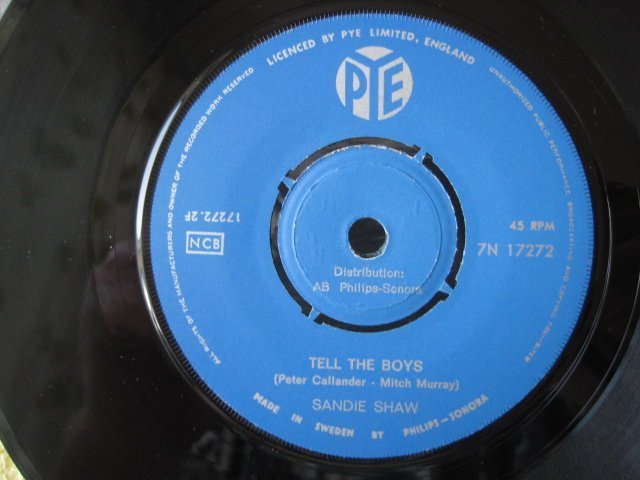 LICENCED BY PYE LIMITED, ENGLAND
ALL RIGHTS OF THE MANUFACTURERS AND OWNER OF THE RECORDED WORK RESERVED
UNAUTHORISED PUBLIC PERFORMANCE BROADCASTING AND COPYING PROHIBITED
PYE
17272.2F
NCB
45 RPM
7N 17272
Distribution:
AB Philips-Sonora
TELL THE BOYS
(Peter Callander - Mitch Murray)
SANDIE SHAW
MADE IN SWEDEN BY PHILIPS-SONORA